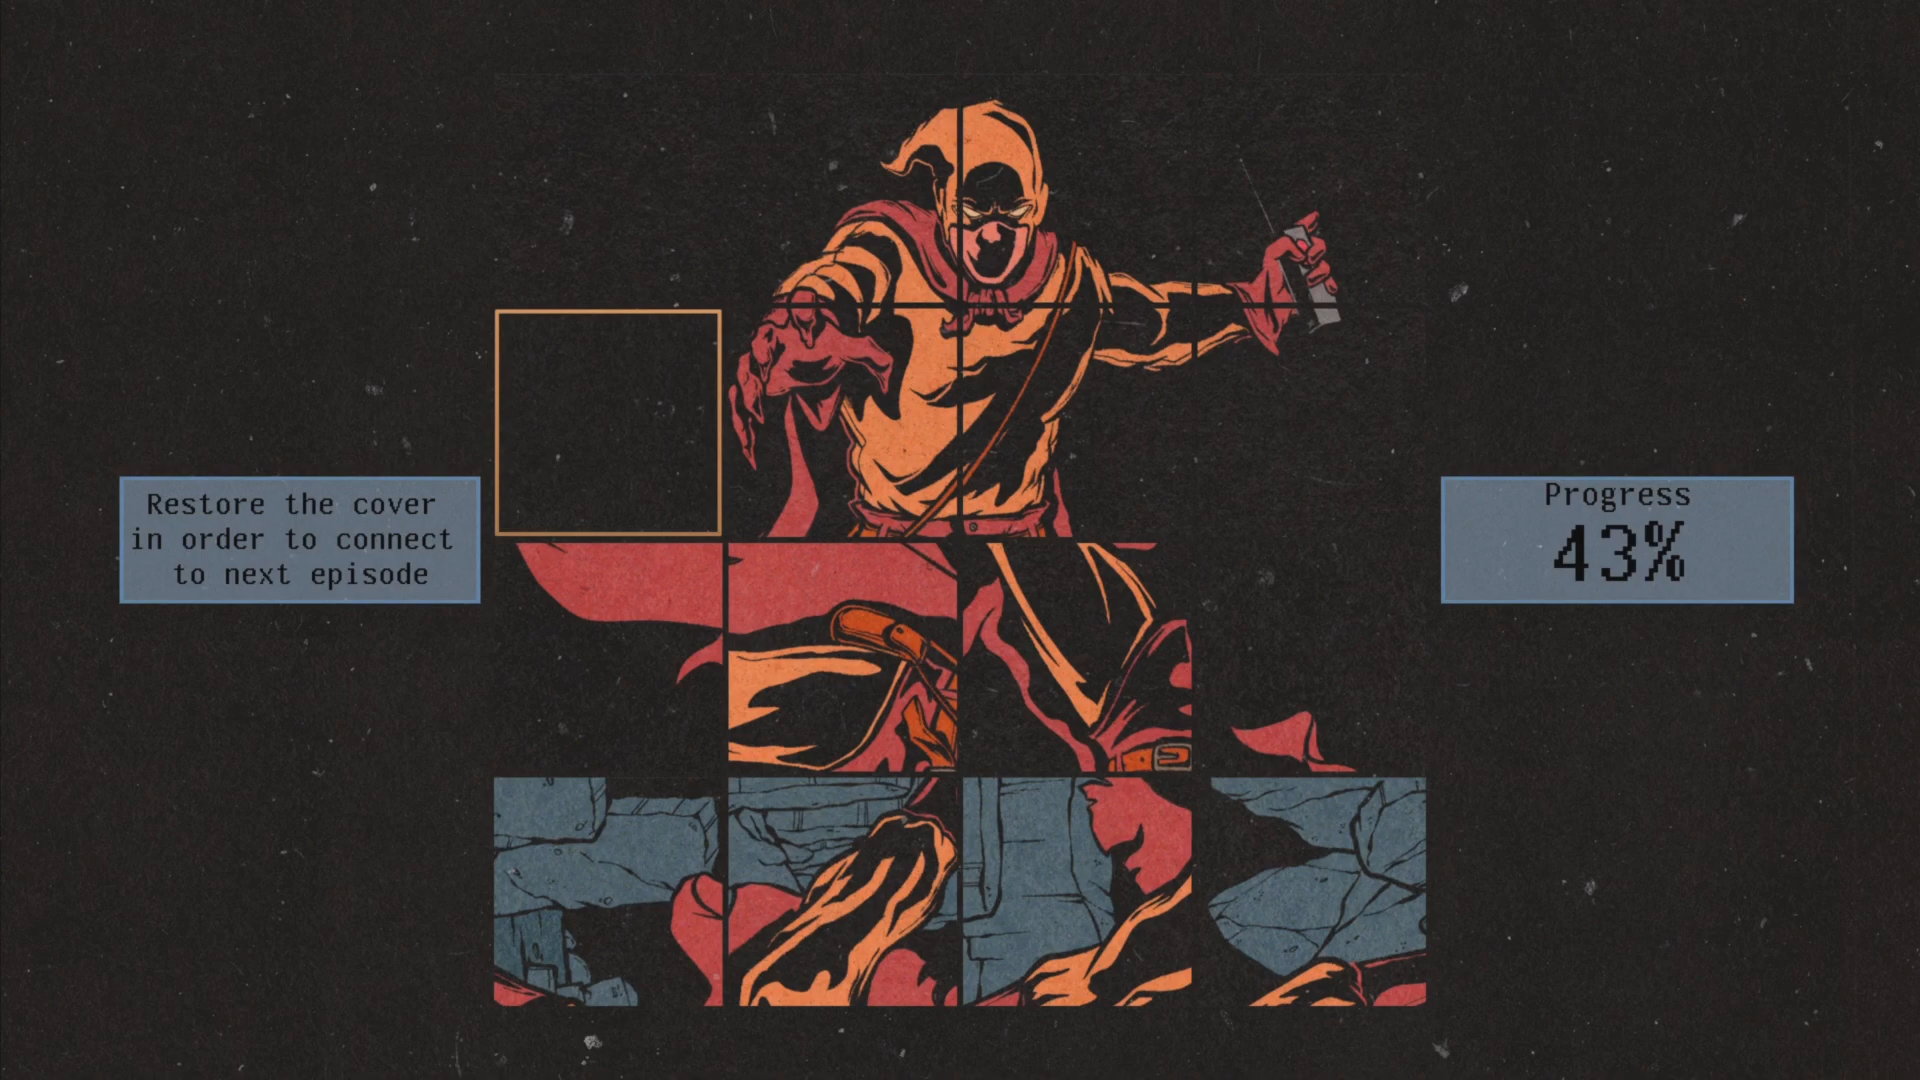 Restore the cover
in order to connect
to next episode
Progress
43%